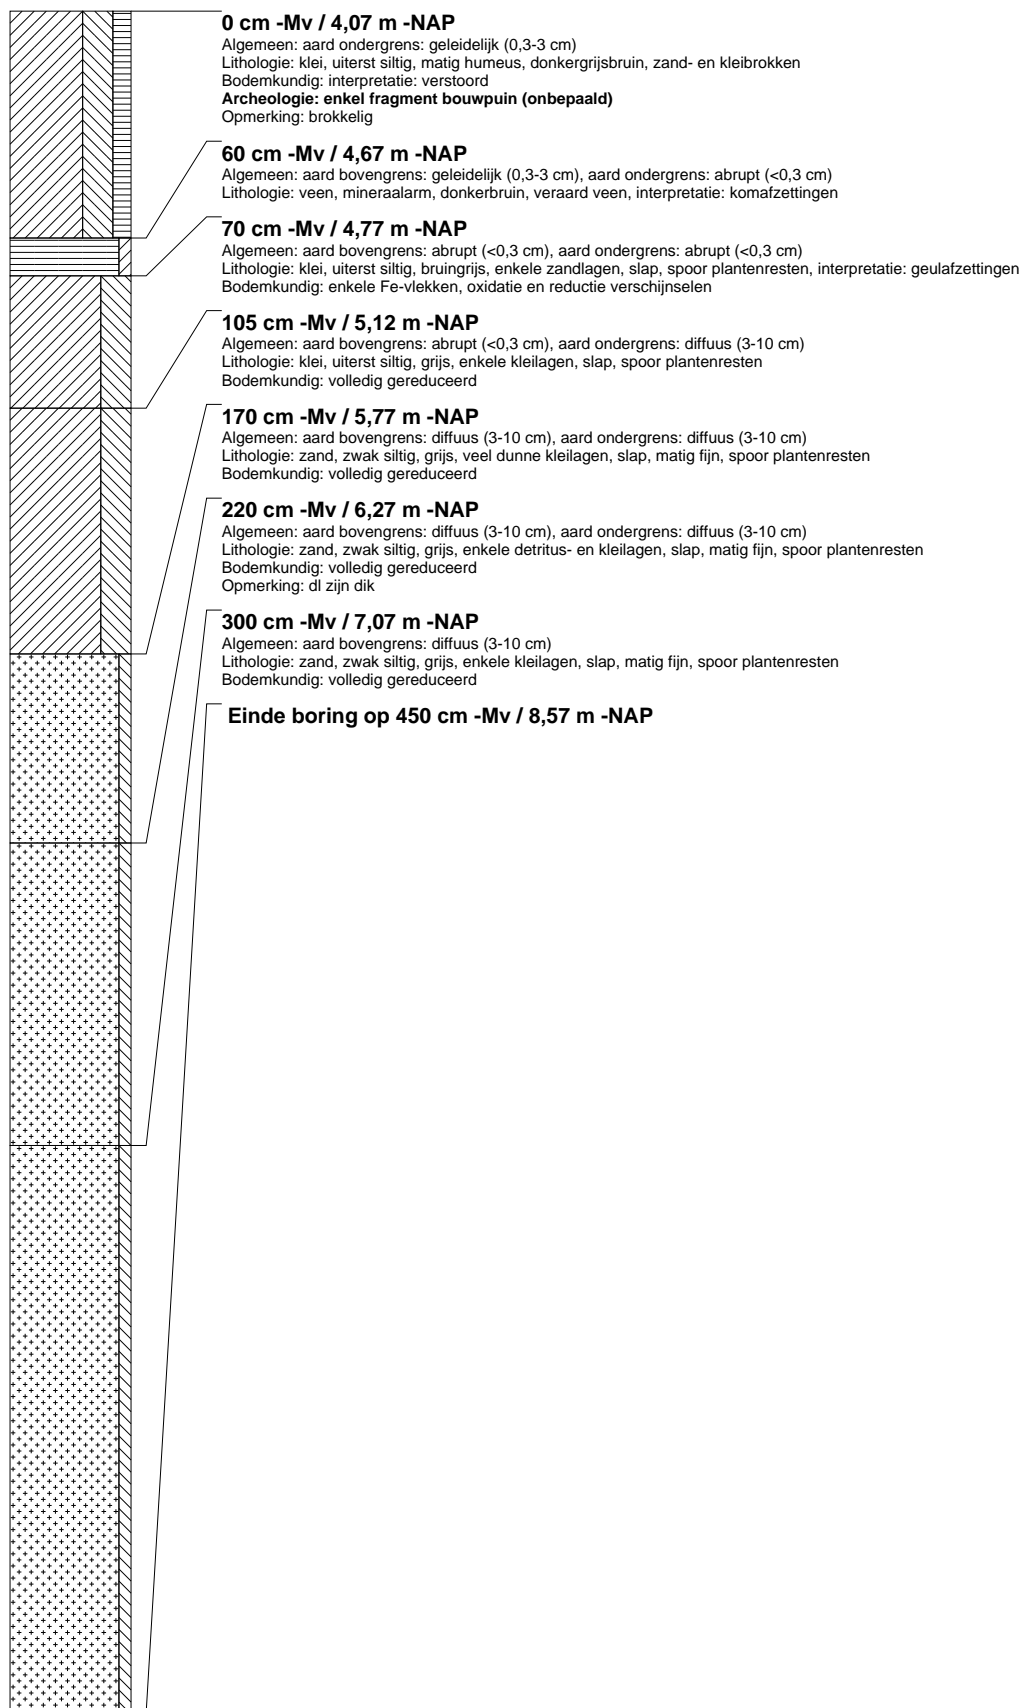 0 cm -Mv / 4,07 m -NAP
Algemeen: aard ondergrens: geleidelijk (0,3-3 cm)
Lithologie: klei, uiterst siltig, matig humeus, donkergrijsbruin, zand- en kleibrokken
Bodemkundig: interpretatie: verstoord
Archeologie: enkel fragment bouwpuin (onbepaald)
Opmerking: brokkelig
60 cm -Mv / 4,67 m -NAP
Algemeen: aard bovengrens: geleidelijk (0,3-3 cm), aard ondergrens: abrupt (<0,3 cm)
Lithologie: veen, mineraalarm, donkerbruin, veraard veen, interpretatie: komafzettingen
70 cm -Mv / 4,77 m -NAP
Algemeen: aard bovengrens: abrupt (<0,3 cm), aard ondergrens: abrupt (<0,3 cm)
Lithologie: klei, uiterst siltig, bruingrijs, enkele zandlagen, slap, spoor plantenresten, interpretatie: geulafzettingen
Bodemkundig: enkele Fe-vlekken, oxidatie en reductie verschijnselen
105 cm -Mv / 5,12 m -NAP
Algemeen: aard bovengrens: abrupt (<0,3 cm), aard ondergrens: diffuus (3-10 cm)
Lithologie: klei, uiterst siltig, grijs, enkele kleilagen, slap, spoor plantenresten
Bodemkundig: volledig gereduceerd
170 cm -Mv / 5,77 m -NAP
Algemeen: aard bovengrens: diffuus (3-10 cm), aard ondergrens: diffuus (3-10 cm)
Lithologie: zand, zwak siltig, grijs, veel dunne kleilagen, slap, matig fijn, spoor plantenresten
Bodemkundig: volledig gereduceerd
220 cm -Mv / 6,27 m -NAP
Algemeen: aard bovengrens: diffuus (3-10 cm), aard ondergrens: diffuus (3-10 cm)
Lithologie: zand, zwak siltig, grijs, enkele detritus- en kleilagen, slap, matig fijn, spoor plantenresten
Bodemkundig: volledig gereduceerd
Opmerking: dl zijn dik
300 cm -Mv / 7,07 m -NAP
Algemeen: aard bovengrens: diffuus (3-10 cm)
Lithologie: zand, zwak siltig, grijs, enkele kleilagen, slap, matig fijn, spoor plantenresten
Bodemkundig: volledig gereduceerd
Einde boring op 450 cm -Mv / 8,57 m -NAP